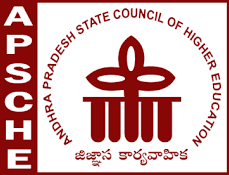 APSCHE
ANDHRA PRADESH STATE COUNCIL OF HIGHER EDUCATION
జిజ్ఞాస కార్యవాహిక